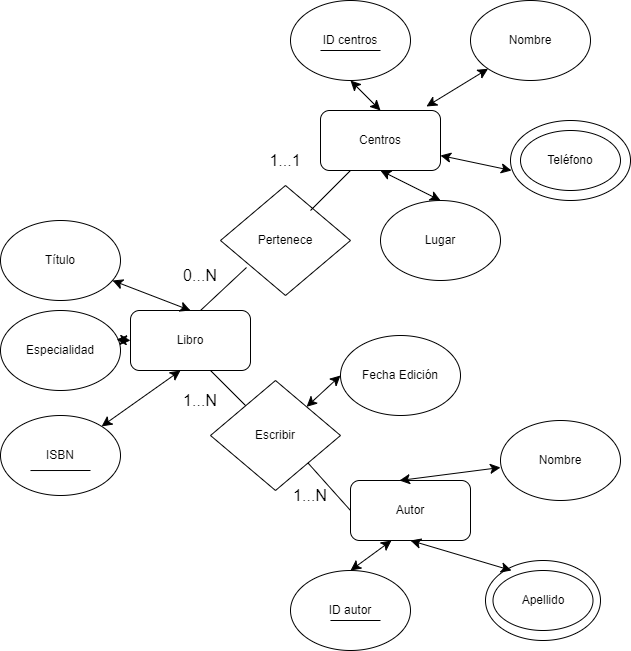 ID centros
Nombre
Centros
Teléfono
1...1
Pertenece
Lugar
Título
0...N
Libro
Especialidad
Fecha Edición
1...N
Escribir
ISBN
Nombre
1...N
Autor
ID autor
Apellido